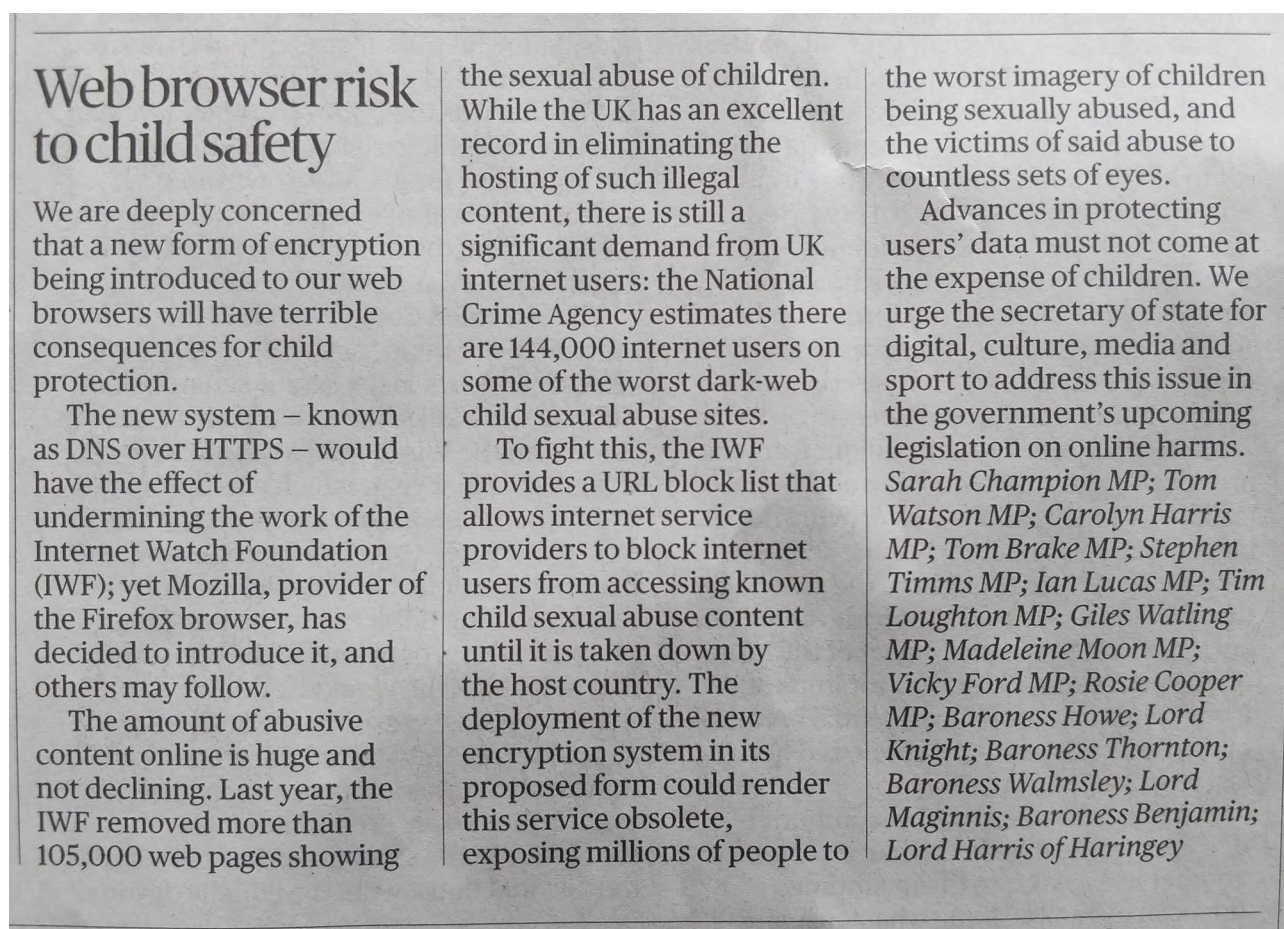 Web browser risk
to child safety
We are deeply concerned
that a new form of encryption
being introduced to our web
browsers will have terrible
consequences for child
protection.
The new system – known
as DNS over HTTPS – would
have the effect of
undermining the work of the
Internet Watch Foundation
(IWF); yet Mozilla, provider of
the Firefox browser, has
decided to introduce it, and
others may follow.
The amount of abusive
content online is huge and
not declining. Last year, the
IWF removed more than
105,000 web pages showing
the sexual abuse of children.
While the UK has an excellent
record in eliminating the
hosting of such illegal
content, there is still a
significant demand from UK
internet users: the National
Crime Agency estimates there
are 144,000 internet users on
some of the worst dark-web
child sexual abuse sites.
To fight this, the IWF
provides a URL block list that
allows internet service
providers to block internet
users from accessing known
child sexual abuse content
until it is taken down by
the host country. The
deployment of the new
encryption system in its
proposed form could render
this service obsolete,
exposing millions of people to
the worst imagery of children
being sexually abused, and
the victims of said abuse to
countless sets of eyes.
Advances in protecting
users’ data must not come at
the expense of children. We
urge the secretary of state for
digital, culture, media and
sport to address this issue in
the government’s upcoming
legislation on online harms.
Sarah Champion MP; Tom
Watson MP; Carolyn Harris
MP; Tom Brake MP; Stephen
Timms MP; Ian Lucas MP; Tim
Loughton MP; Giles Watling
MP; Madeleine Moon MP;
Vicky Ford MP; Rosie Cooper
MP; Baroness Howe; Lord
Knight; Baroness Thornton;
Baroness Walmsley; Lord
Maginnis; Baroness Benjamin;
Lord Harris of Haringey